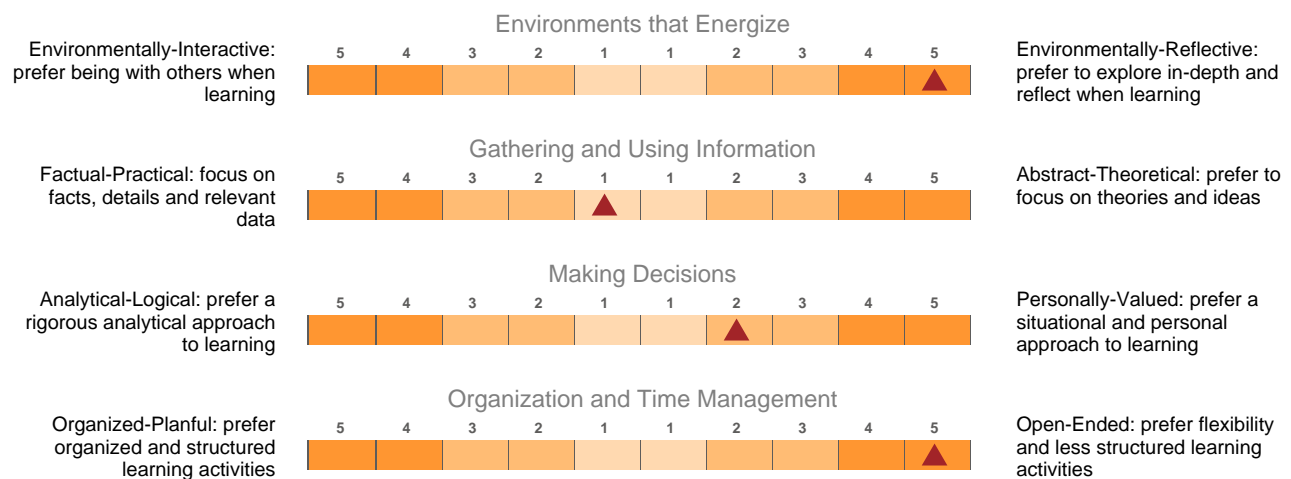 Environments that Energize
Environmentally-Interactive:
prefer being with others when
learning
5 4 3 2 1 1 2 3 4 5
Environmentally-Reflective:
prefer to explore in-depth and
reflect when learning
Gathering and Using Information
Factual-Practical: focus on
facts, details and relevant
data
5 4 3 2 1 1 2 3 4 5
Abstract-Theoretical: prefer to
focus on theories and ideas
Making Decisions
Analytical-Logical: prefer a
rigorous analytical approach
to learning
5 4 3 2 1 1 2 3 4 5
Personally-Valued: prefer a
situational and personal
approach to learning
Organization and Time Management
Organized-Planful: prefer
organized and structured
learning activities
5 4 3 2 1 1 2 3 4 5
Open-Ended: prefer flexibility
and less structured learning
activities